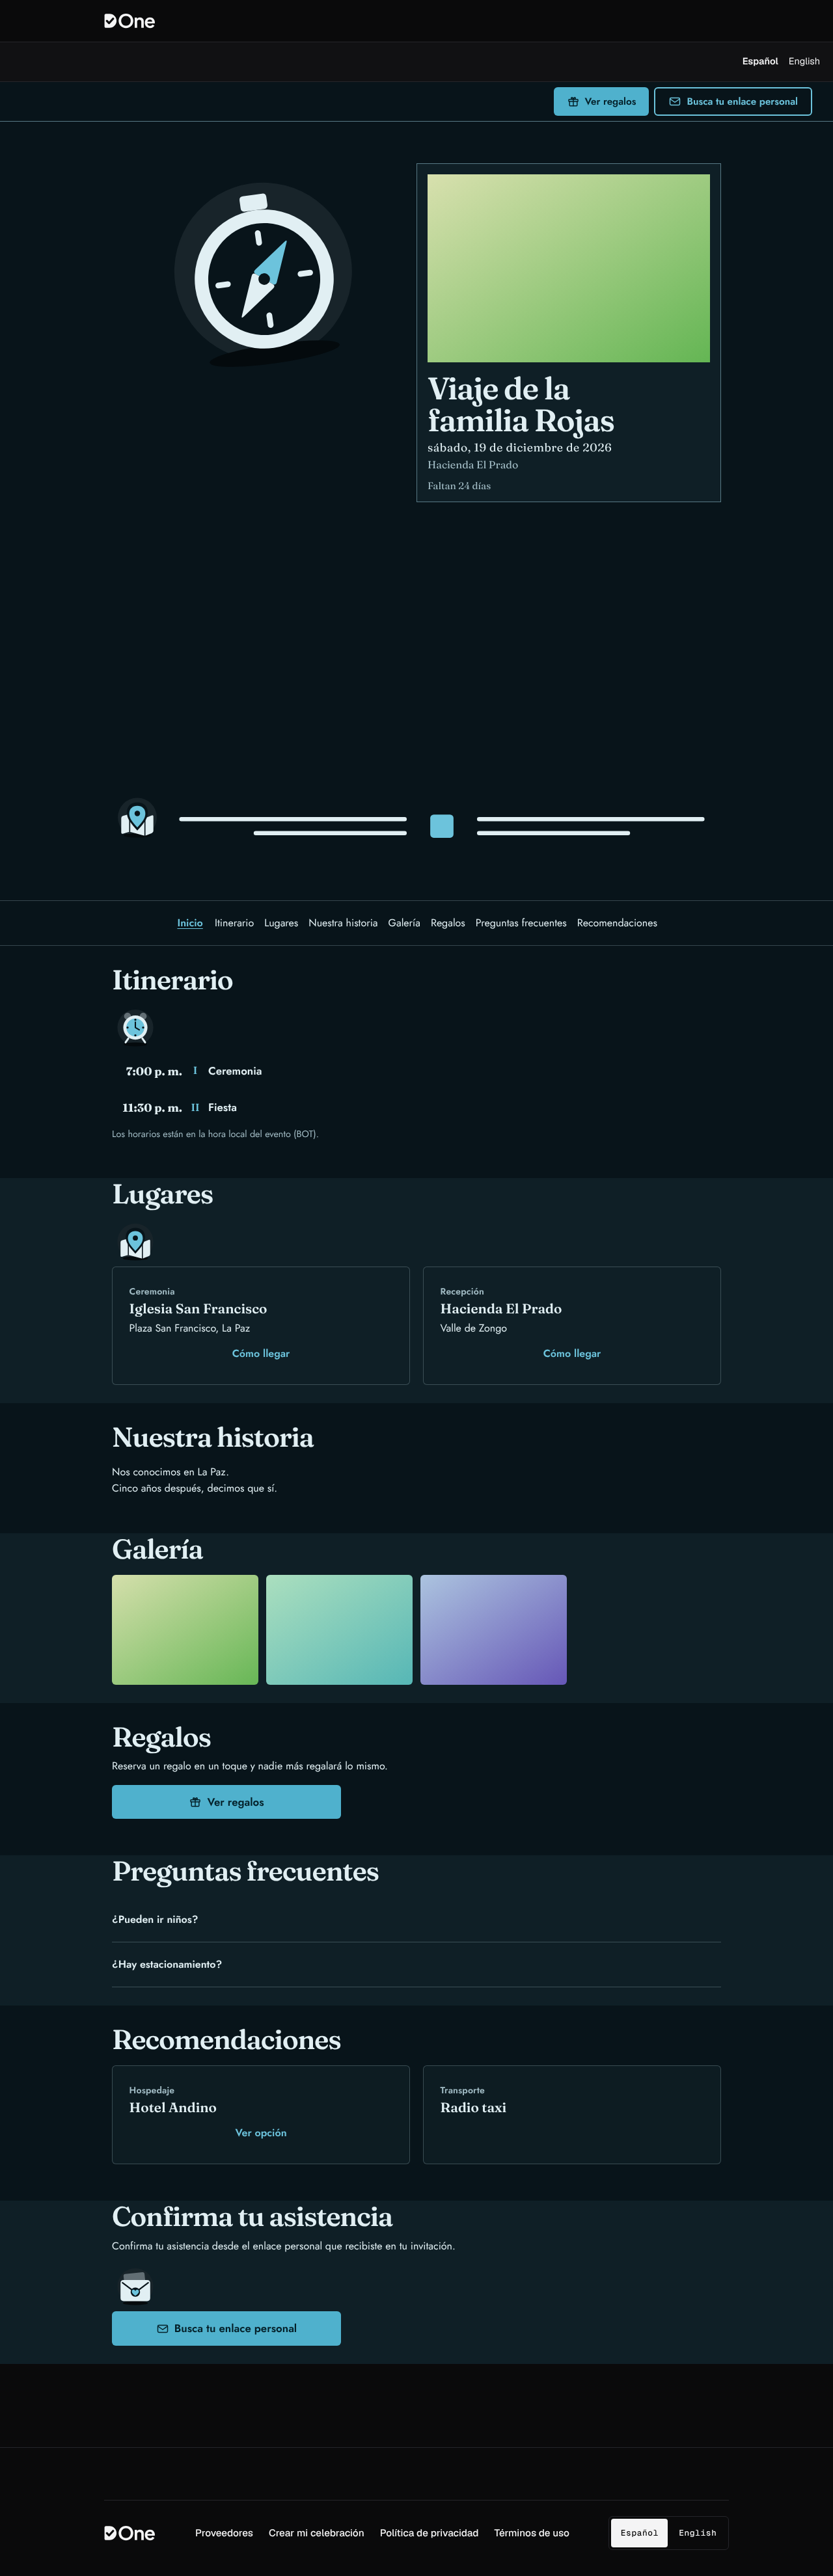 One
Español English
Ver regalos Busca tu enlace personal
Viaje de la
familia Rojas
sábado, 19 de diciembre de 2026
Hacienda El Prado
Faltan 24 días
Inicio Itinerario Lugares Nuestra historia Galería Regalos Preguntas frecuentes Recomendaciones
Itinerario
7:00 p. m. I Ceremonia
11:30 p. m. II Fiesta
Los horarios están en la hora local del evento (BOT).
Lugares
Ceremonia
Iglesia San Francisco
Plaza San Francisco, La Paz
Cómo llegar
Recepción
Hacienda El Prado
Valle de Zongo
Cómo llegar
Nuestra historia
Nos conocimos en La Paz.
Cinco años después, decimos que sí.
Galería
Regalos
Reserva un regalo en un toque y nadie más regalará lo mismo.
Ver regalos
Preguntas frecuentes
¿Pueden ir niños?
¿Hay estacionamiento?
Recomendaciones
Hospedaje
Hotel Andino
Ver opción
Transporte
Radio taxi
Confirma tu asistencia
Confirma tu asistencia desde el enlace personal que recibiste en tu invitación.
Busca tu enlace personal
One
Proveedores Crear mi celebración Política de privacidad Términos de uso
Español English